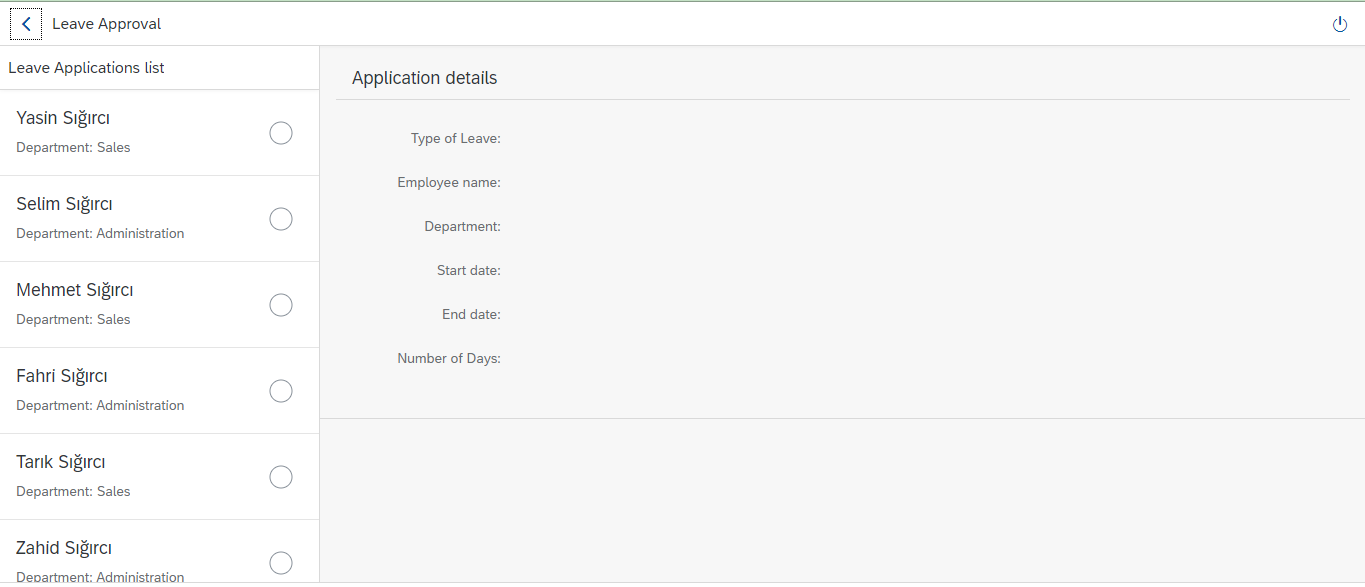 Leave Approval
Leave Applications list
Yasin Sığırcı
Department: Sales
Selim Sığırcı
Department: Administration
Mehmet Sığırcı
Department: Sales
Fahri Sığırcı
Department: Administration
Tarık Sığırcı
Department: Sales
Zahid Sığırcı
Department: Administration
Application details
Type of Leave:
Employee name:
Department:
Start date:
End date:
Number of Days: